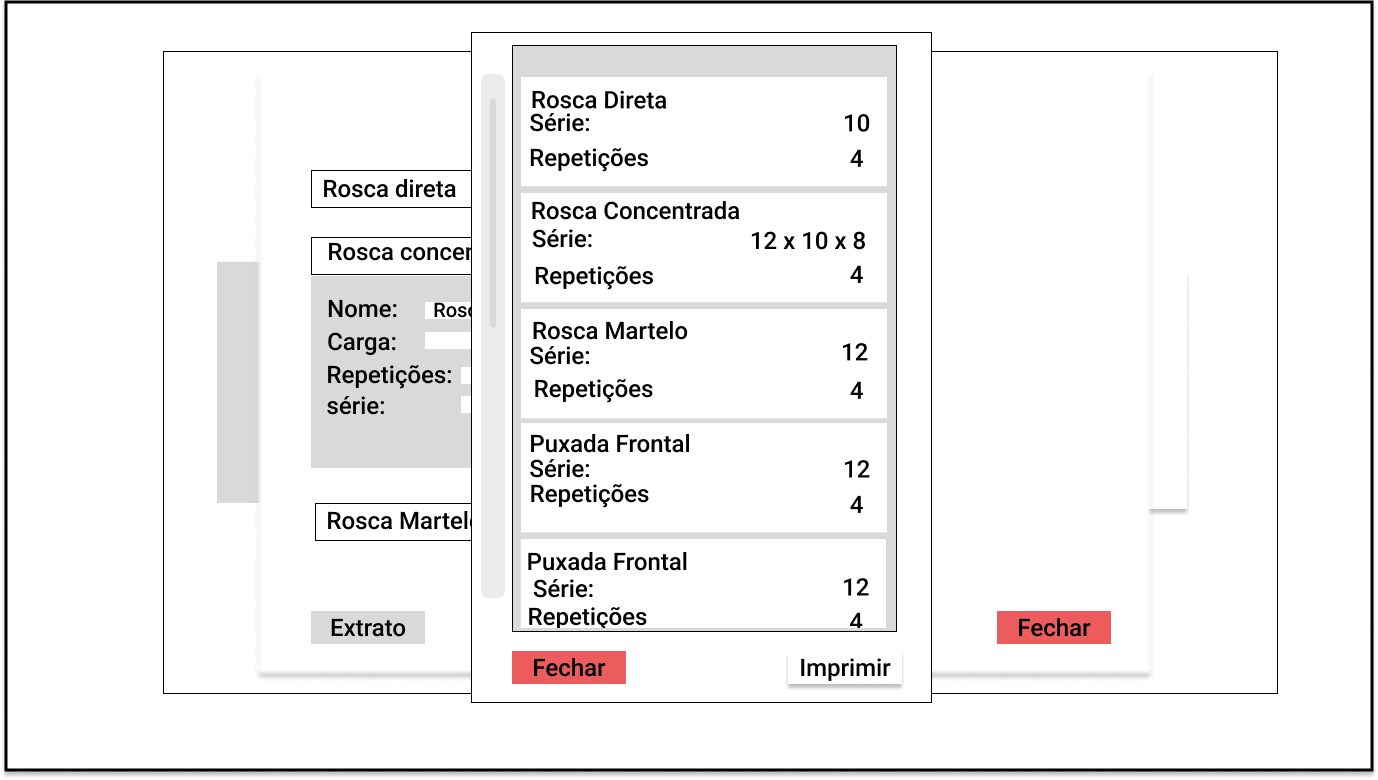 Rosca direta
Rosca concen
Nome:
Rosc
Carga:
Repetições:
série:
Rosca Martelo
Extrato
Rosca Direta
Série: 10
Repetições 4
Rosca Concentrada
Série: 12 x 10 x 8
Repetições 4
Rosca Martelo
Série: 12
Repetições 4
Puxada Frontal
Série: 12
Repetições 4
Puxada Frontal
Série: 12
Repetições 4
Fechar
Imprimir
Fechar